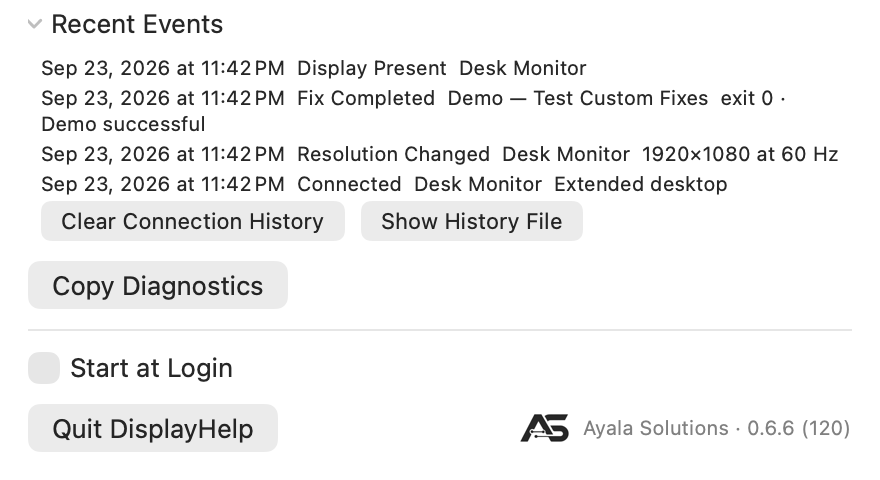 Recent Events
Sep 23, 2026 at 11:42 PM Display Present Desk Monitor
Sep 23, 2026 at 11:42 PM Fix Completed Demo — Test Custom Fixes exit 0 ·
Demo successful
Sep 23, 2026 at 11:42 PM Resolution Changed Desk Monitor 1920×1080 at 60 Hz
Sep 23, 2026 at 11:42 PM Connected Desk Monitor Extended desktop
Clear Connection History Show History File
Copy Diagnostics
Start at Login
Quit DisplayHelp AS Ayala Solutions · 0.6.6 (120)